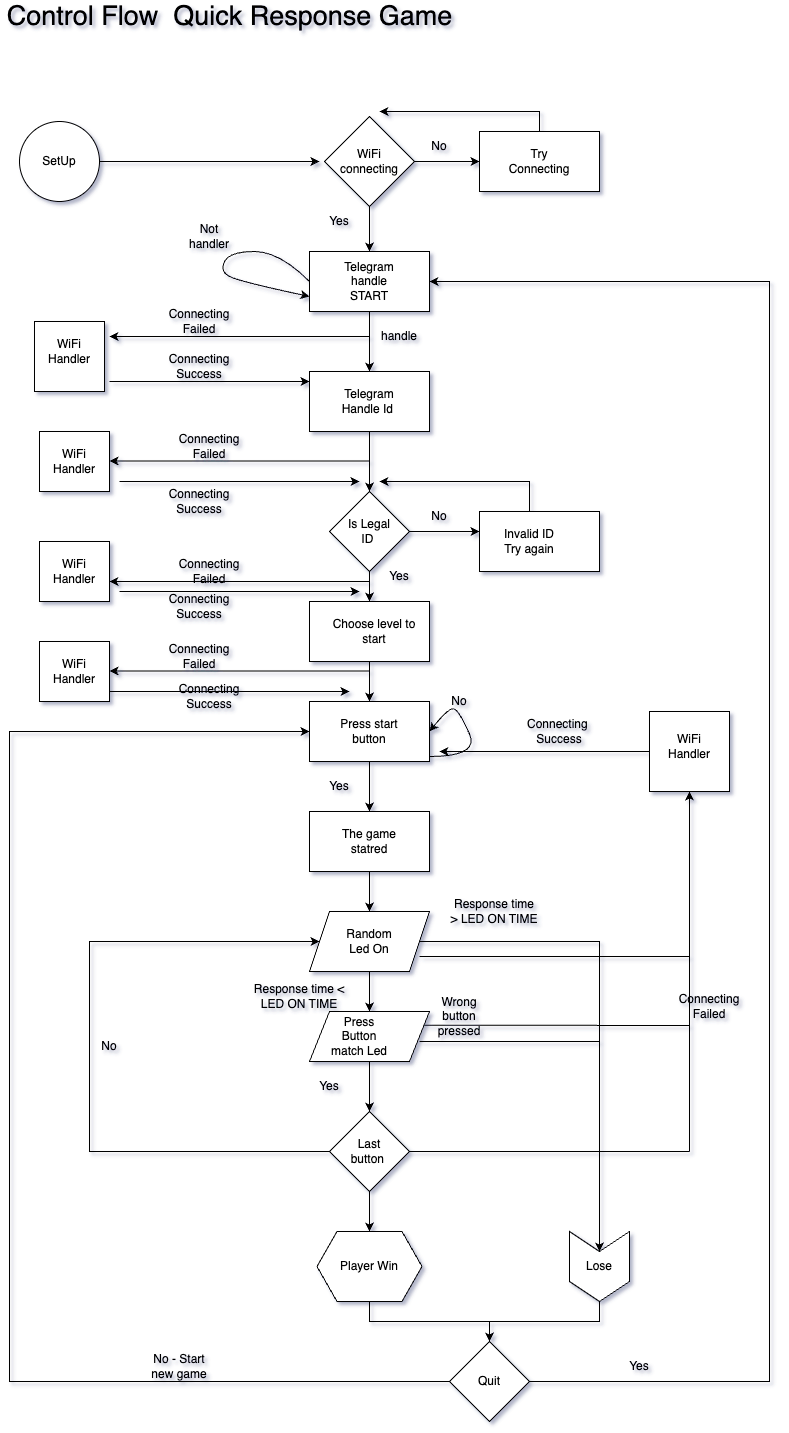 Control Flow  Quick Response Game
SetUp
WiFi
connecting
No
Try
Connecting
Yes
Not
handler
Telegram
handle
START
Connecting
Failed
handle
WiFi
Handler
Connecting
Success
Telegram
Handle Id
WiFi
Handler
Connecting
Failed
Connecting
Success
Is Legal
ID
No
Invalid ID
Try again
WiFi
Handler
Connecting
Failed
Yes
Connecting
Success
Choose level to
start
WiFi
Handler
Connecting
Failed
Connecting
Success
Press start
button
No
Connecting
Success
WiFi
Handler
Yes
The game
statred
Response time
> LED ON TIME
Random
Led On
Response time <
LED ON TIME
Wrong
button
pressed
Connecting
Failed
Press
Button
match Led
No
Yes
Last
button
Player Win
Lose
No - Start
new game
Quit
Yes